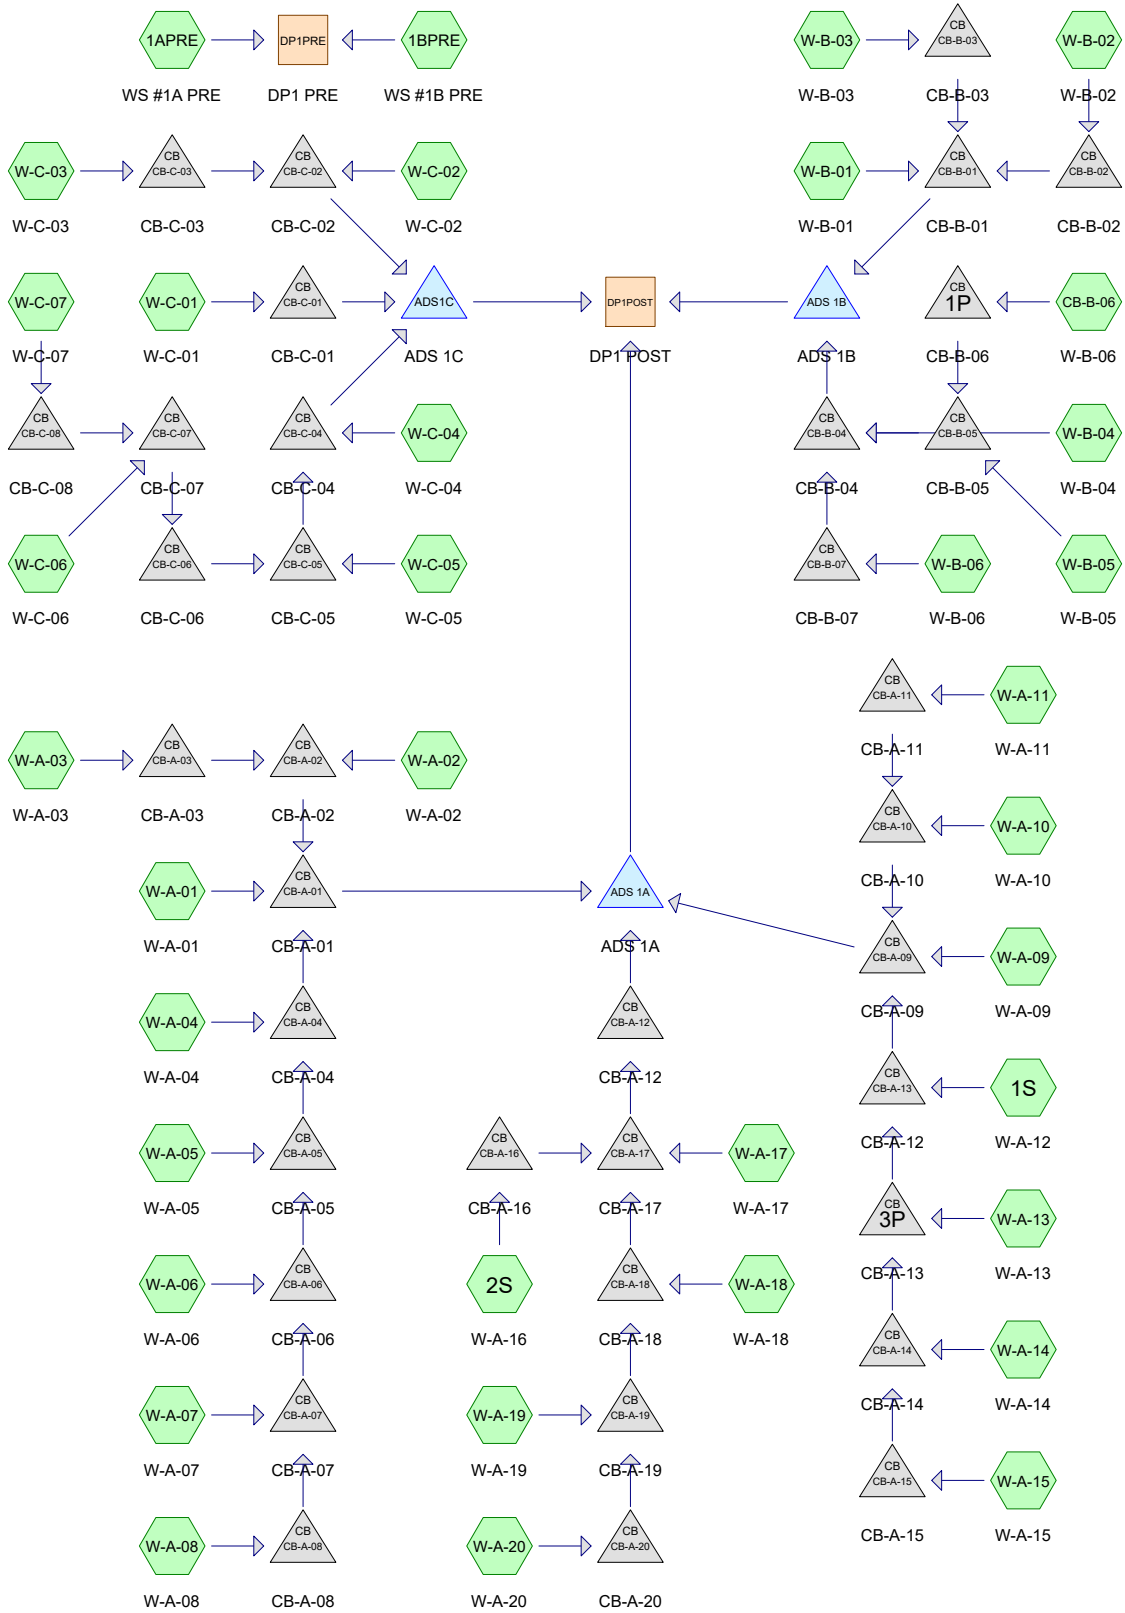 1APRE
DP1PRE
1BPRE
WS #1A PRE
DP1 PRE
WS #1B PRE
W-B-03
CB
CB-B-03
W-B-02
W-B-03
CB-B-03
W-B-02
W-C-03
CB
CB-C-03
CB
CB-C-02
W-C-02
W-B-01
CB
CB-B-01
CB
CB-B-02
W-C-03
CB-C-03
CB-C-02
W-C-02
W-B-01
CB-B-01
CB-B-02
W-C-07
W-C-01
CB
CB-C-01
ADS1C
DP1POST
ADS 1B
CB
1P
CB-B-06
W-C-07
W-C-01
CB-C-01
ADS 1C
DP1 POST
ADS 1B
CB-B-06
W-B-06
CB
CB-C-08
CB
CB-C-07
CB
CB-C-04
W-C-04
CB
CB-B-04
CB
CB-B-05
W-B-04
CB-C-08
CB-C-07
CB-C-04
W-C-04
CB-B-04
CB-B-05
W-B-04
W-C-06
CB
CB-C-06
CB
CB-C-05
W-C-05
CB
CB-B-07
W-B-06
W-B-05
W-C-06
CB-C-06
CB-C-05
W-C-05
CB-B-07
W-B-06
W-B-05
CB
CB-A-11
W-A-11
CB-A-11
W-A-11
W-A-03
CB
CB-A-03
CB
CB-A-02
W-A-02
W-A-03
CB-A-03
CB-A-02
W-A-02
CB
CB-A-10
W-A-10
CB-A-10
W-A-10
W-A-01
CB
CB-A-01
ADS 1A
W-A-01
CB-A-01
ADS 1A
CB
CB-A-09
W-A-09
CB-A-09
W-A-09
W-A-04
CB
CB-A-04
CB
CB-A-12
W-A-04
CB-A-04
CB-A-12
CB
CB-A-13
1S
CB-A-12
W-A-12
W-A-05
CB
CB-A-05
CB
CB-A-16
CB
CB-A-17
W-A-17
W-A-05
CB-A-05
CB-A-16
CB-A-17
W-A-17
CB
3P
W-A-13
CB-A-13
W-A-13
W-A-06
CB
CB-A-06
2S
CB
CB-A-18
W-A-18
W-A-06
CB-A-06
W-A-16
CB-A-18
W-A-18
CB
CB-A-14
W-A-14
CB-A-14
W-A-14
W-A-07
CB
CB-A-07
W-A-19
CB
CB-A-19
W-A-07
CB-A-07
W-A-19
CB-A-19
CB
CB-A-15
W-A-15
CB-A-15
W-A-15
W-A-08
CB
CB-A-08
W-A-20
CB
CB-A-20
W-A-08
CB-A-08
W-A-20
CB-A-20